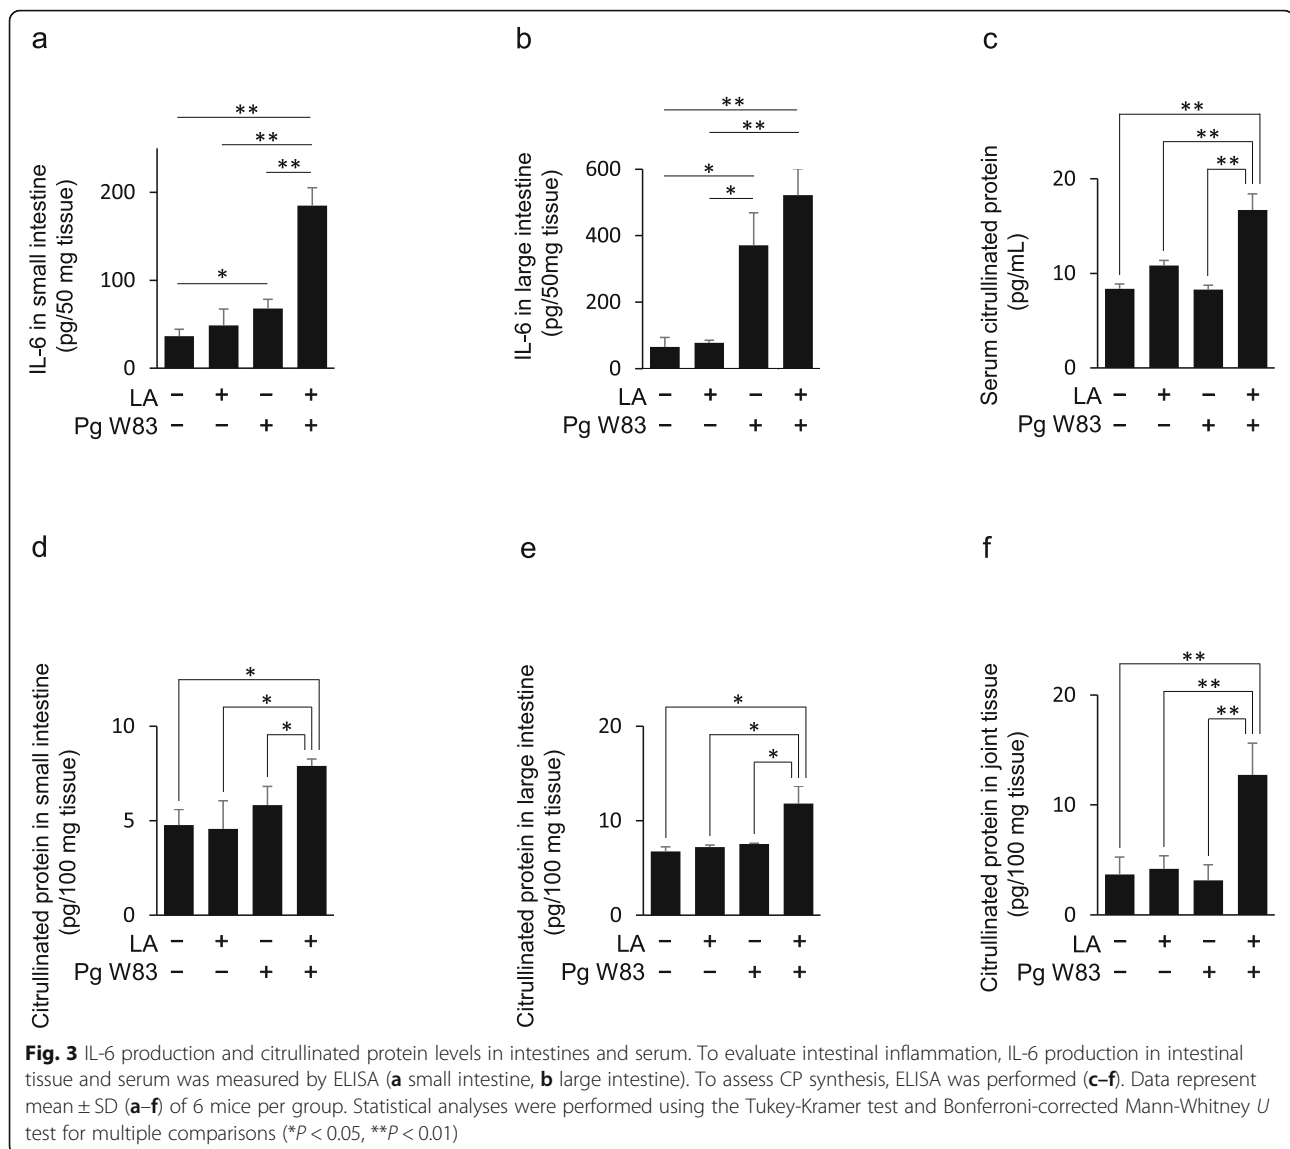 a
**
**
**
*
IL-6 in small intestine
(pg/50 mg tissue)
200
100
0
LA − + − +
Pg W83 − − + +
b
**
**
*
*
IL-6 in large intestine
(pg/50mg tissue)
600
400
200
0
LA − + − +
Pg W83 − − + +
c
**
**
**
Serum citrullinated protein
(pg/mL)
20
10
0
LA − + − +
Pg W83 − − + +
d
*
*
*
Citrullinated protein in small intestine
(pg/100 mg tissue)
10
5
0
LA − + − +
Pg W83 − − + +
e
*
*
*
Citrullinated protein in large intestine
(pg/100 mg tissue)
20
10
0
LA − + − +
Pg W83 − − + +
f
**
**
**
Citrullinated protein in joint tissue
(pg/100 mg tissue)
20
10
0
LA − + − +
Pg W83 − − + +
Fig. 3 IL-6 production and citrullinated protein levels in intestines and serum. To evaluate intestinal inflammation, IL-6 production in intestinal
tissue and serum was measured by ELISA (a small intestine, b large intestine). To assess CP synthesis, ELISA was performed (c–f). Data represent
mean ± SD (a–f) of 6 mice per group. Statistical analyses were performed using the Tukey-Kramer test and Bonferroni-corrected Mann-Whitney U
test for multiple comparisons (*P < 0.05, **P < 0.01)